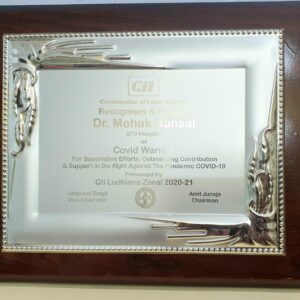 CII
Confederation of Indian
Recognises &
Dr. Mehak Bansal
SPS Hospital
as
Covid Warrior
For Superlative Efforts, Outstanding Contribution
& Support in the Fight Against The Pandemic COVID-19
Presented By
CII Ludhiana Zonal 2020-21
Ashpreet Singh Amit Juneja
Vice Chairman Chairman